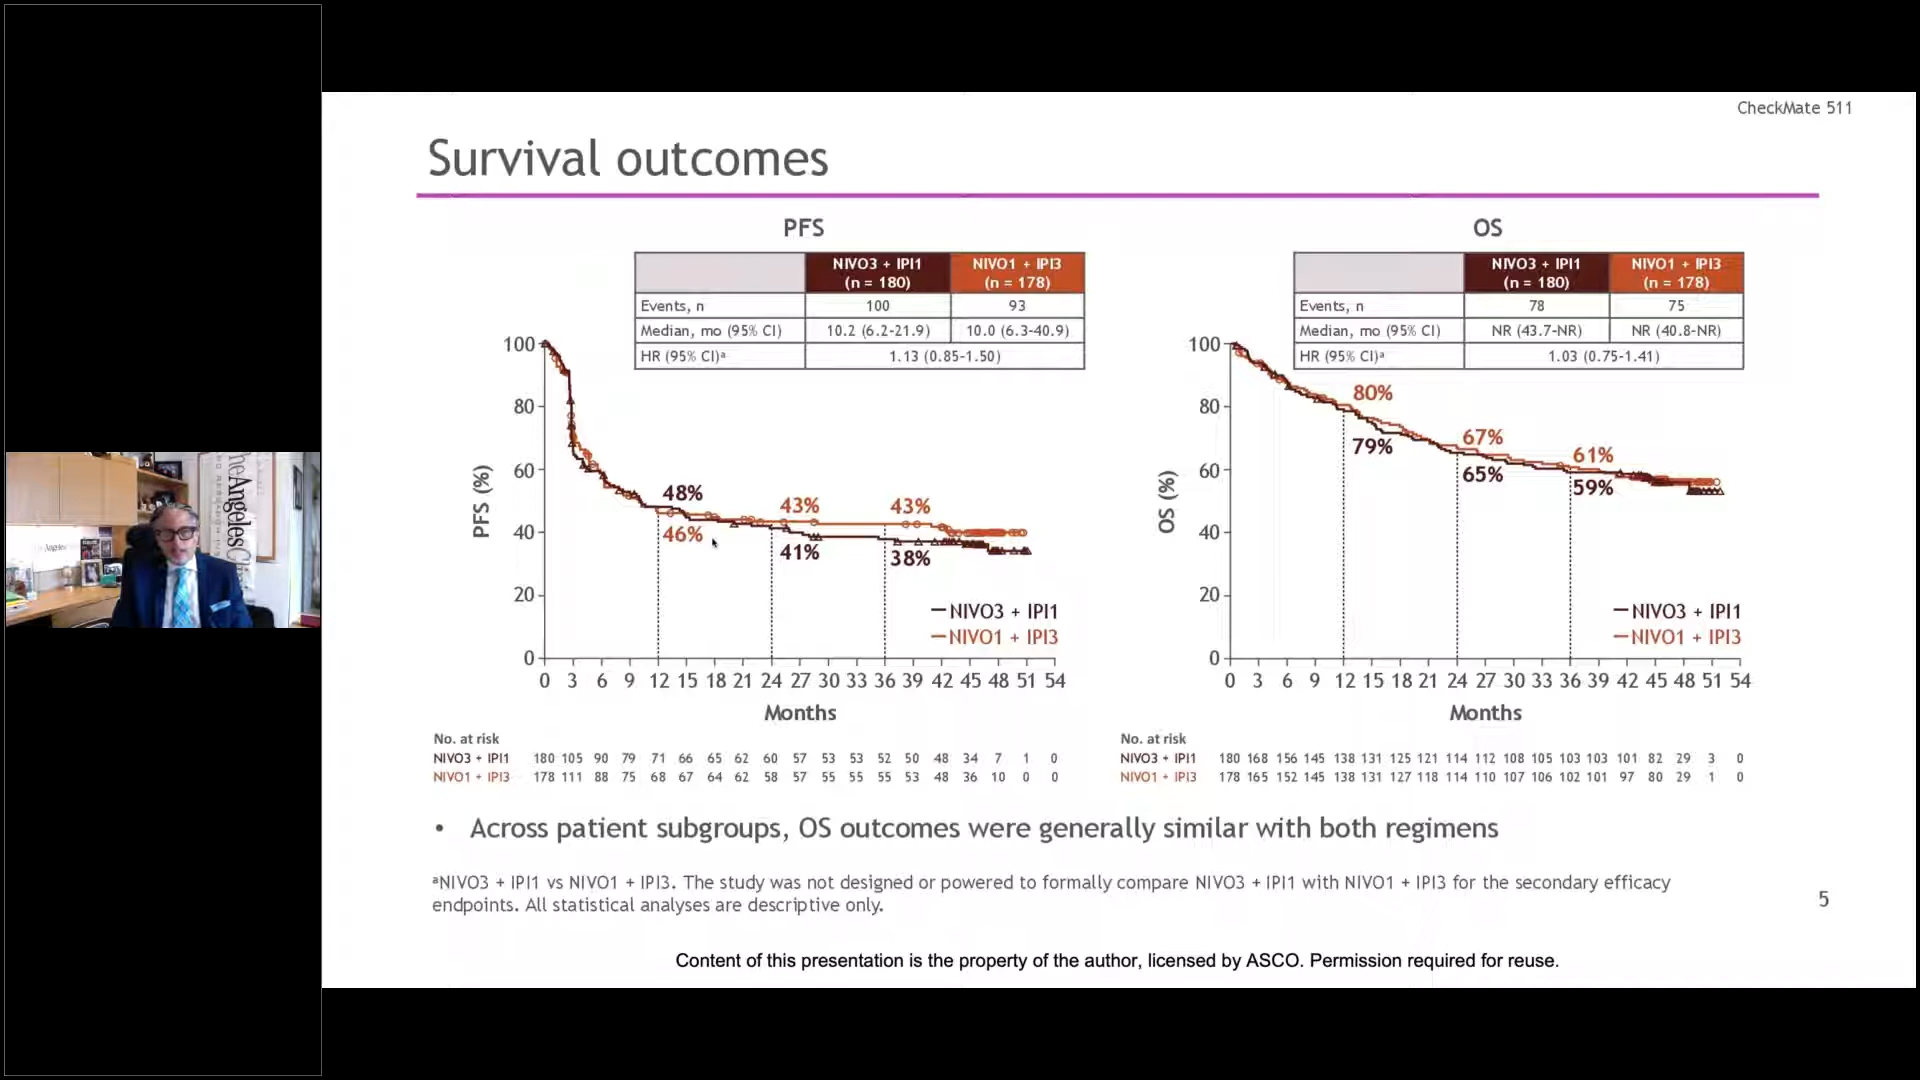 CheckMate 511
Survival outcomes
PFS
NIVO3 + IPI1 NIVO1 + IPI3
(n = 180) (n = 178)
Events, n 100 93
Median, mo (95% CI) 10.2 (6.2-21.9) 10.0 (6.3-40.9)
HR (95% CI)ᵃ 1.13 (0.85-1.50)
PFS (%)
100
80
60
40
20
0
48%
46%
43%
41%
43%
38%
NIVO3 + IPI1
NIVO1 + IPI3
0 3 6 9 12 15 18 21 24 27 30 33 36 39 42 45 48 51 54
Months
No. at risk
NIVO3 + IPI1 180 105 90 79 71 66 65 62 60 57 53 53 52 50 48 34 7 1 0
NIVO1 + IPI3 178 111 88 75 68 67 64 62 58 57 55 55 55 53 48 36 10 0 0
OS
NIVO3 + IPI1 NIVO1 + IPI3
(n = 180) (n = 178)
Events, n 78 75
Median, mo (95% CI) NR (43.7-NR) NR (40.8-NR)
HR (95% CI)ᵃ 1.03 (0.75-1.41)
OS (%)
100
80
60
40
20
0
80%
79%
67%
65%
61%
59%
NIVO3 + IPI1
NIVO1 + IPI3
0 3 6 9 12 15 18 21 24 27 30 33 36 39 42 45 48 51 54
Months
No. at risk
NIVO3 + IPI1 180 168 156 145 138 131 125 121 114 112 108 105 103 103 101 82 29 3 0
NIVO1 + IPI3 178 165 152 145 138 131 127 118 114 110 107 106 102 101 97 80 29 1 0
• Across patient subgroups, OS outcomes were generally similar with both regimens
ᵃNIVO3 + IPI1 vs NIVO1 + IPI3. The study was not designed or powered to formally compare NIVO3 + IPI1 with NIVO1 + IPI3 for the secondary efficacy
endpoints. All statistical analyses are descriptive only.
5
Content of this presentation is the property of the author, licensed by ASCO. Permission required for reuse.
heAngelesC